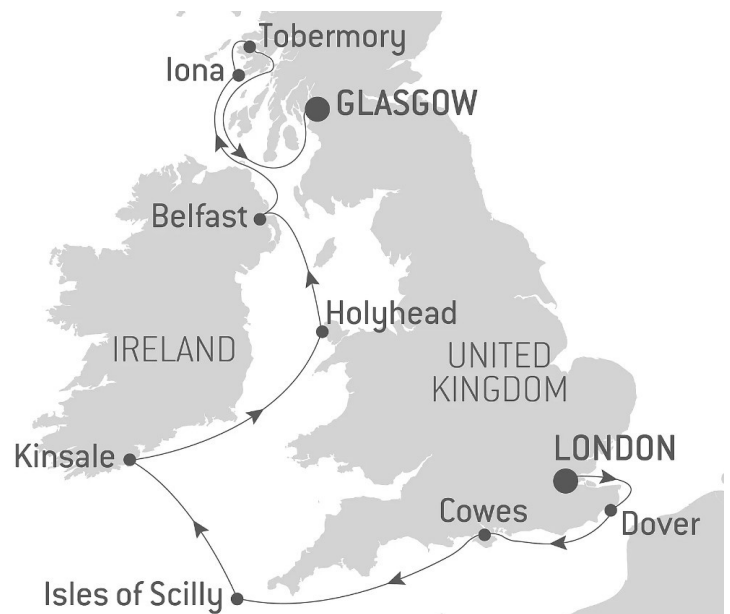 Tobermory
Iona
GLASGOW
Belfast
Holyhead
IRELAND
UNITED
KINGDOM
Kinsale
LONDON
Cowes
Dover
Isles of Scilly